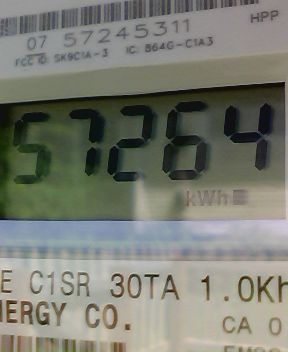 07 57245311
HPP
FCC ID: SK9C1A-3 IC: 864G-C1A3
57264
kWh
E C1SR 30TA 1.0Kh
NERGY CO.
CA 0